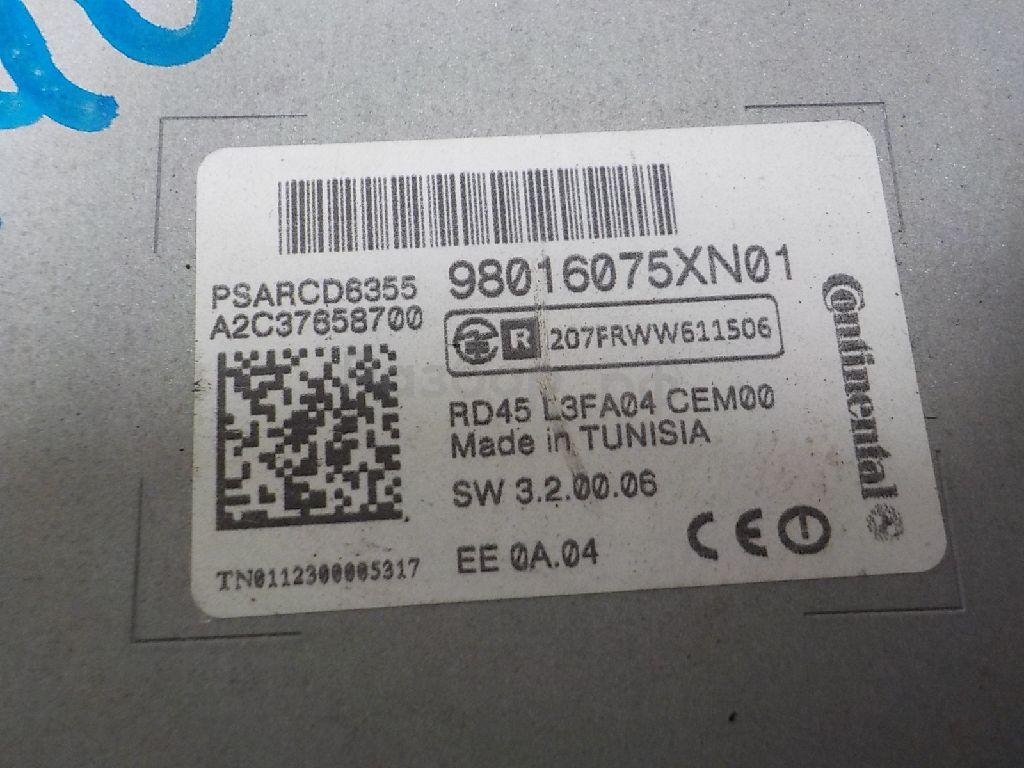 98016075XN01
PSARCD6355
A2C37658700
R 207FRWW611506
RD45 L3FA04 CEM00
Made in TUNISIA
SW 3.2.00.06
EE 0A.04
CE
TN0112300005317
Continental